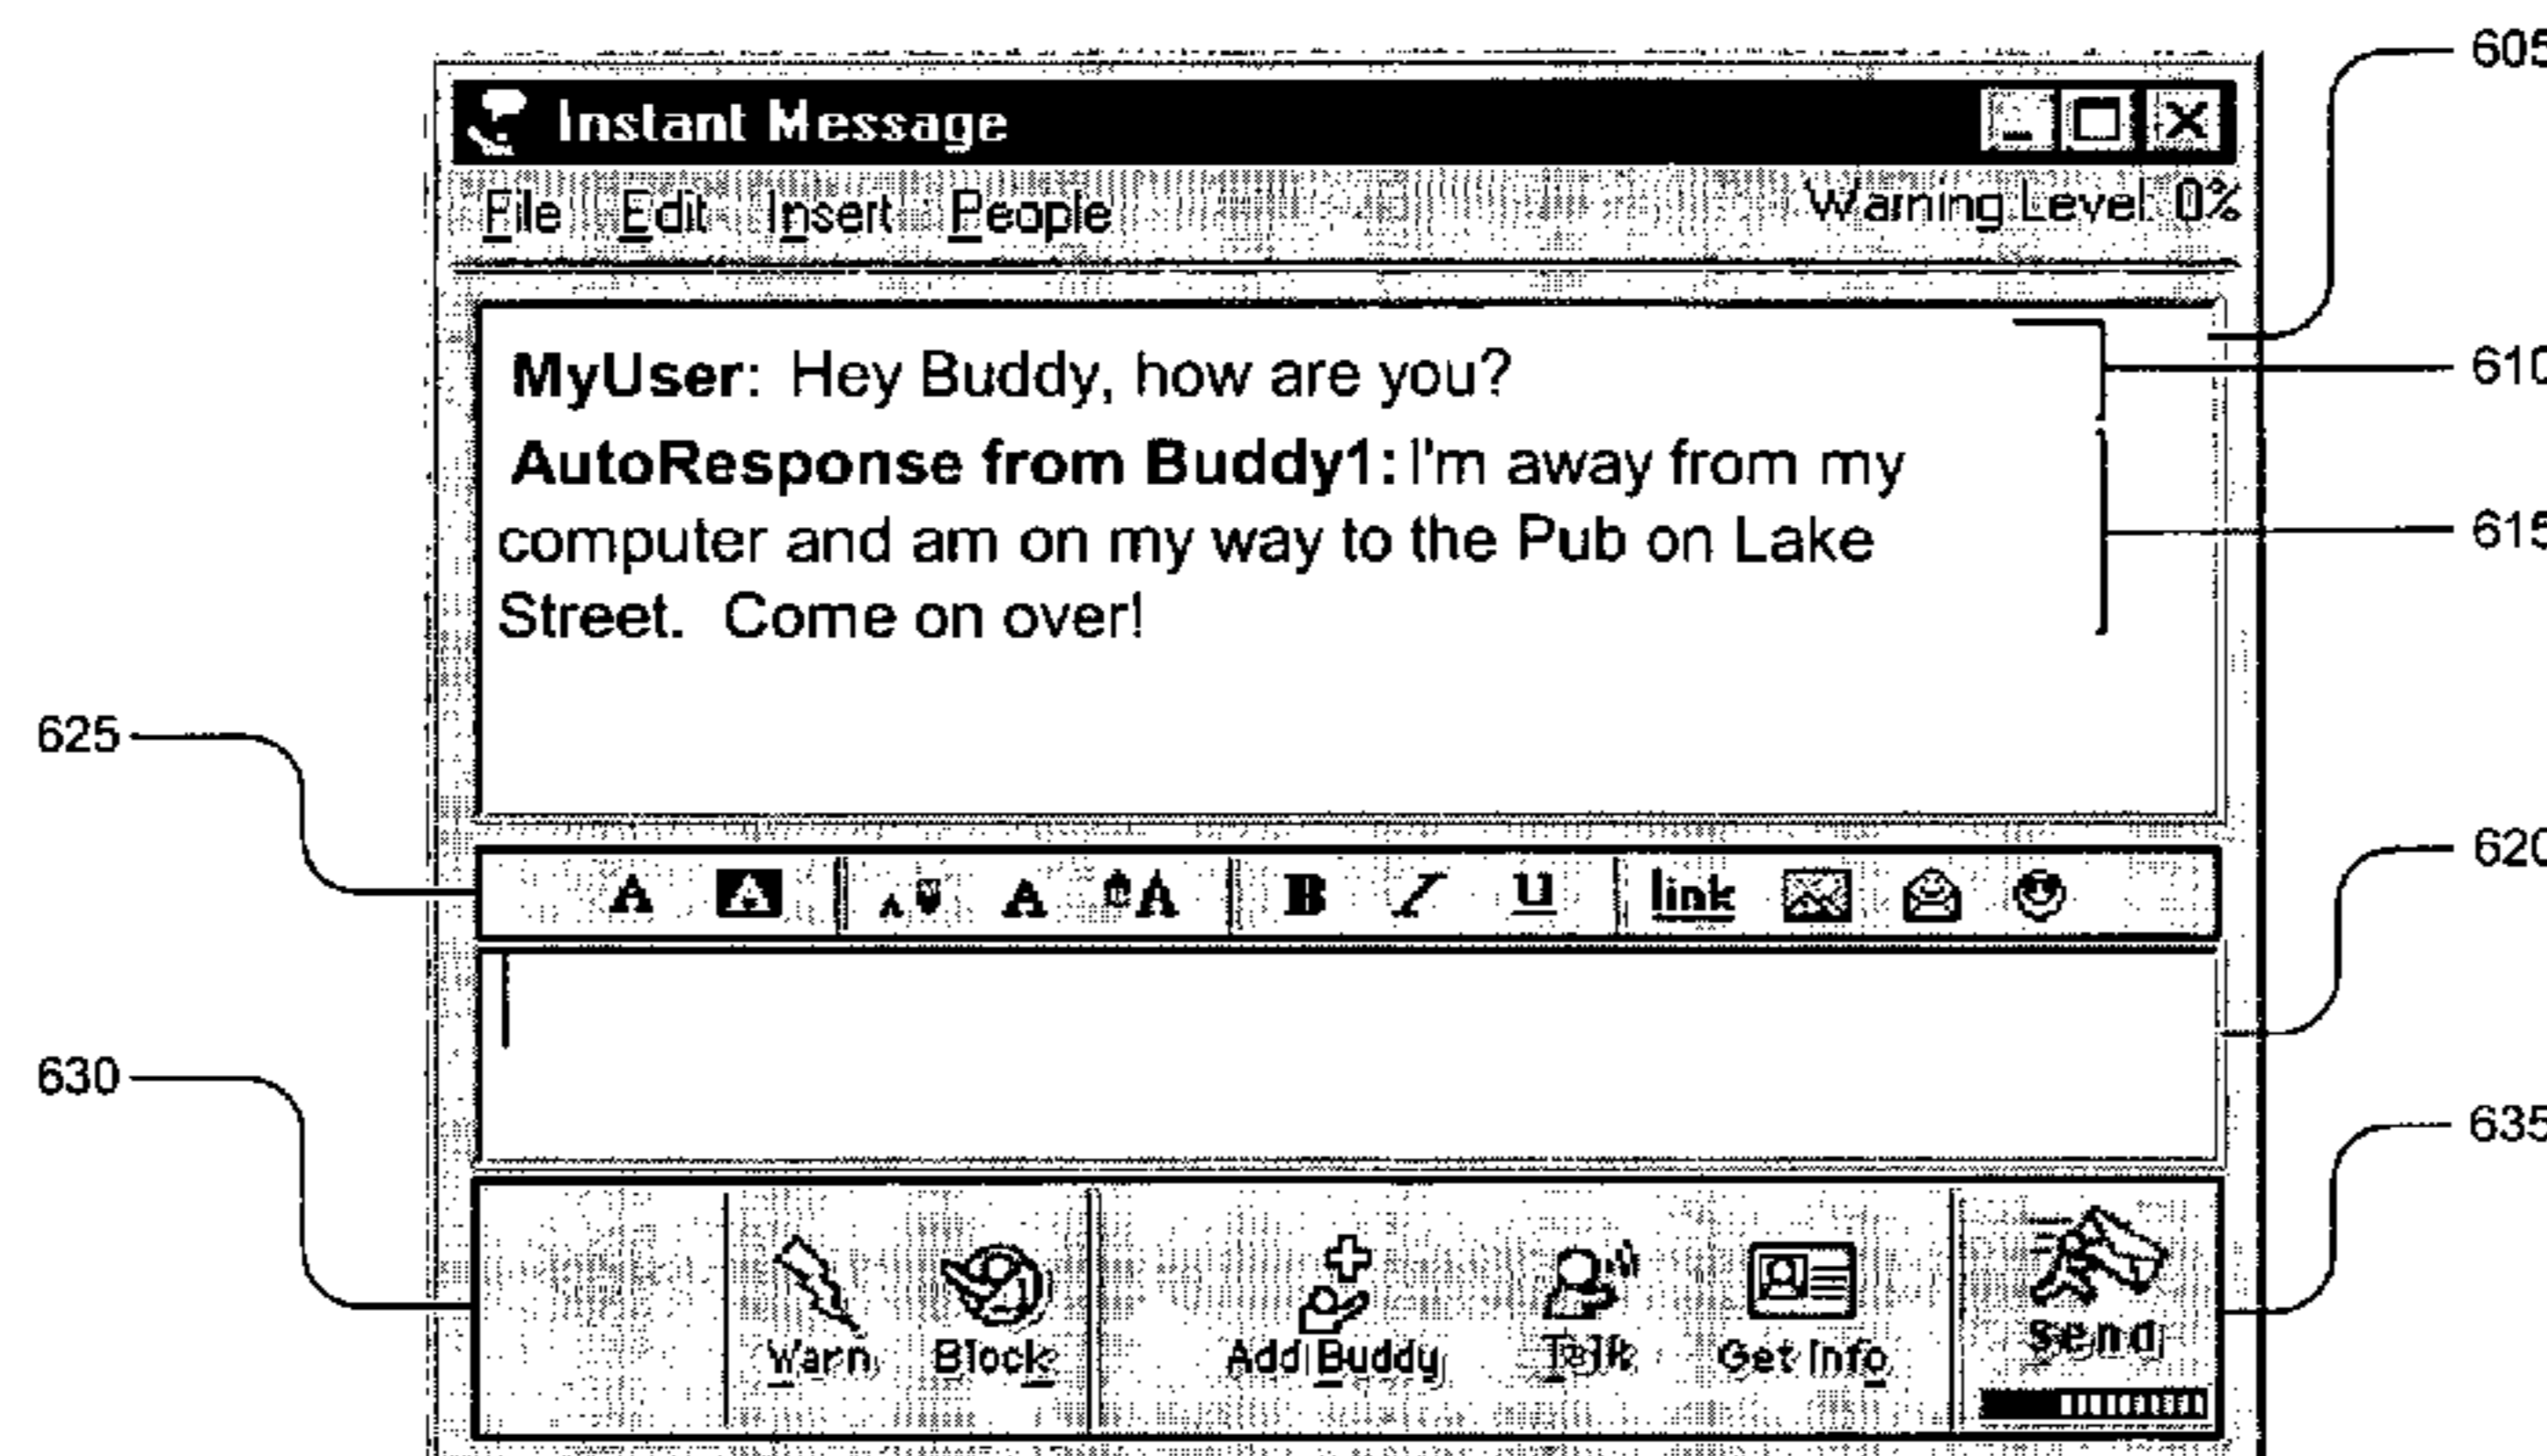 605
Instant Message
File Edit Insert People Warning Level: 0%
MyUser: Hey Buddy, how are you?
610
AutoResponse from Buddy1: I'm away from my
computer and am on my way to the Pub on Lake
615
Street. Come on over!
625
620
A A A A A B I U link
630
635
Warn Block Add Buddy Talk Get Info Send